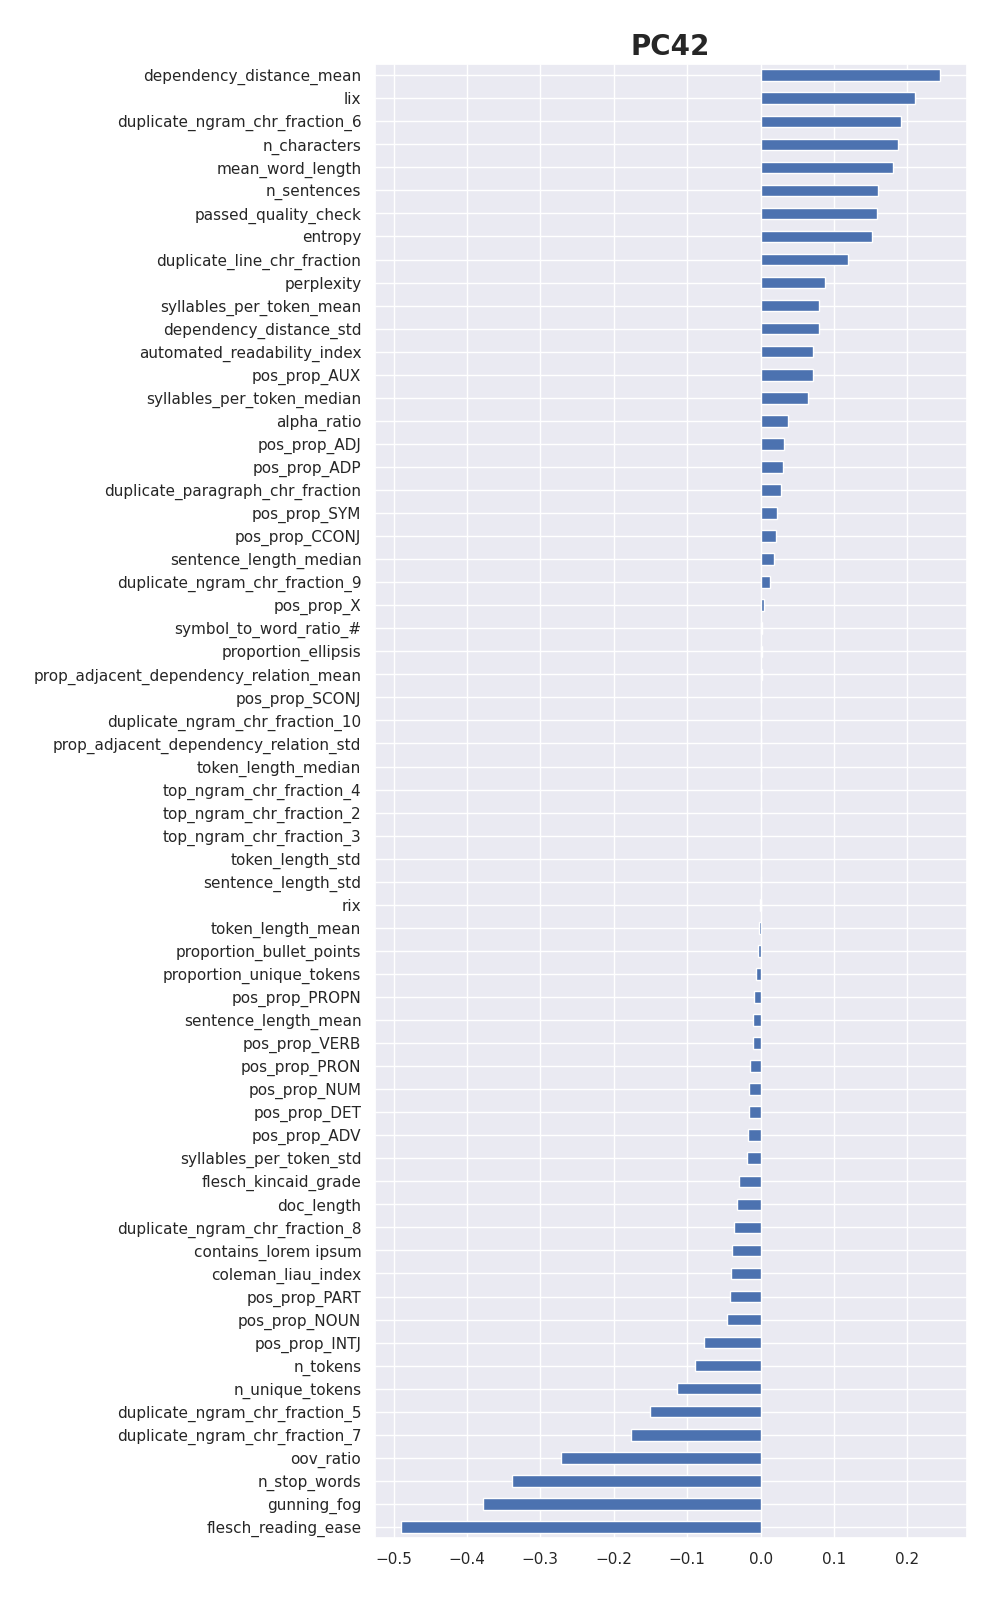 PC42
dependency_distance_mean
lix
duplicate_ngram_chr_fraction_6
n_characters
mean_word_length
n_sentences
passed_quality_check
entropy
duplicate_line_chr_fraction
perplexity
syllables_per_token_mean
dependency_distance_std
automated_readability_index
pos_prop_AUX
syllables_per_token_median
alpha_ratio
pos_prop_ADJ
pos_prop_ADP
duplicate_paragraph_chr_fraction
pos_prop_SYM
pos_prop_CCONJ
sentence_length_median
duplicate_ngram_chr_fraction_9
pos_prop_X
symbol_to_word_ratio_#
proportion_ellipsis
prop_adjacent_dependency_relation_mean
pos_prop_SCONJ
duplicate_ngram_chr_fraction_10
prop_adjacent_dependency_relation_std
token_length_median
top_ngram_chr_fraction_4
top_ngram_chr_fraction_2
top_ngram_chr_fraction_3
token_length_std
sentence_length_std
rix
token_length_mean
proportion_bullet_points
proportion_unique_tokens
pos_prop_PROPN
sentence_length_mean
pos_prop_VERB
pos_prop_PRON
pos_prop_NUM
pos_prop_DET
pos_prop_ADV
syllables_per_token_std
flesch_kincaid_grade
doc_length
duplicate_ngram_chr_fraction_8
contains_lorem ipsum
coleman_liau_index
pos_prop_PART
pos_prop_NOUN
pos_prop_INTJ
n_tokens
n_unique_tokens
duplicate_ngram_chr_fraction_5
duplicate_ngram_chr_fraction_7
oov_ratio
n_stop_words
gunning_fog
flesch_reading_ease
−0.5 −0.4 −0.3 −0.2 −0.1 0.0 0.1 0.2